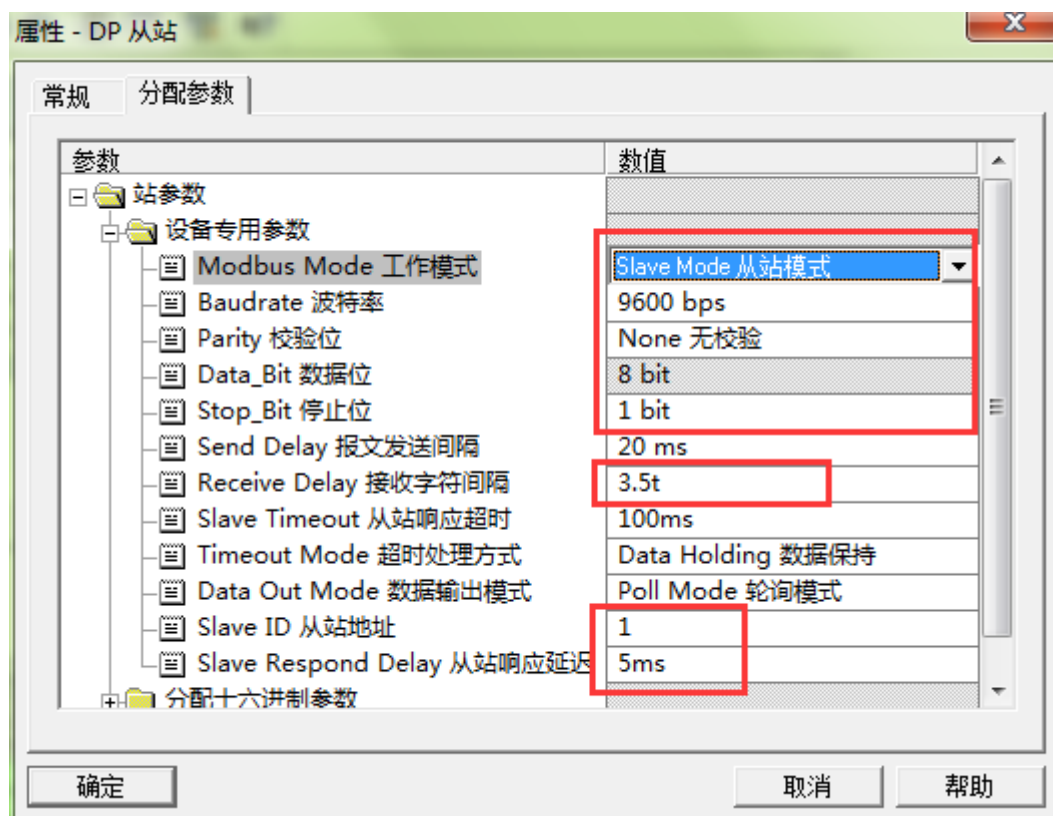 属性 - DP 从站
X
常规 分配参数
参数 数值
站参数
设备专用参数
Modbus Mode 工作模式 Slave Mode 从站模式
Baudrate 波特率 9600 bps
Parity 校验位 None 无校验
Data_Bit 数据位 8 bit
Stop_Bit 停止位 1 bit
Send Delay 报文发送间隔 20 ms
Receive Delay 接收字符间隔 3.5t
Slave Timeout 从站响应超时 100ms
Timeout Mode 超时处理方式 Data Holding 数据保持
Data Out Mode 数据输出模式 Poll Mode 轮询模式
Slave ID 从站地址 1
Slave Respond Delay 从站响应延迟 5ms
分配十六进制参数
确定 取消 帮助